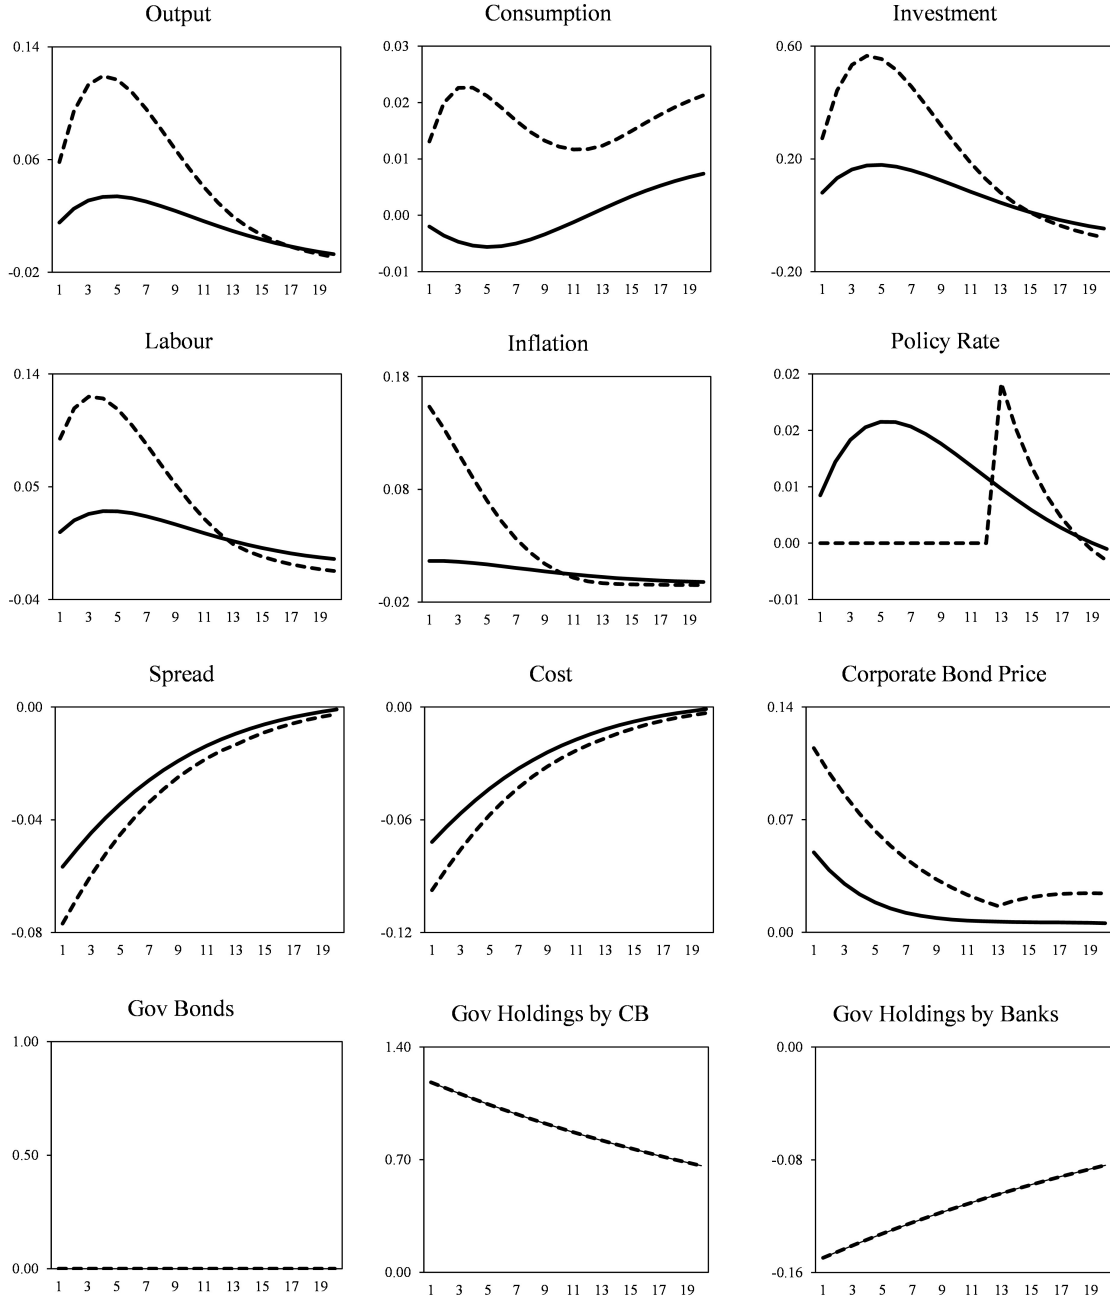 Output
Consumption
Investment
0.14
0.06
-0.02
1 3 5 7 9 11 13 15 17 19
0.03
0.02
0.01
0.00
-0.01
1 3 5 7 9 11 13 15 17 19
0.60
0.20
-0.20
1 3 5 7 9 11 13 15 17 19
Labour
Inflation
Policy Rate
0.14
0.05
-0.04
1 3 5 7 9 11 13 15 17 19
0.18
0.08
-0.02
1 3 5 7 9 11 13 15 17 19
0.02
0.02
0.01
0.00
-0.01
1 3 5 7 9 11 13 15 17 19
Spread
Cost
Corporate Bond Price
0.00
-0.04
-0.08
1 3 5 7 9 11 13 15 17 19
0.00
-0.06
-0.12
1 3 5 7 9 11 13 15 17 19
0.14
0.07
0.00
1 3 5 7 9 11 13 15 17 19
Gov Bonds
Gov Holdings by CB
Gov Holdings by Banks
1.00
0.50
0.00
1 3 5 7 9 11 13 15 17 19
1.40
0.70
0.00
1 3 5 7 9 11 13 15 17 19
0.00
-0.08
-0.16
1 3 5 7 9 11 13 15 17 19